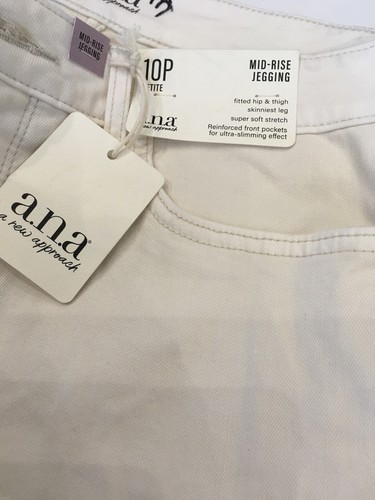 approach
MID-RISE
JEGGING
10P
ETITE
MID-RISE
JEGGING
fitted hip & thigh
skinniest leg
super soft stretch
Reinforced front pockets
for ultra-slimming effect
a.n.a
new approach
a.n.a®
a new approach